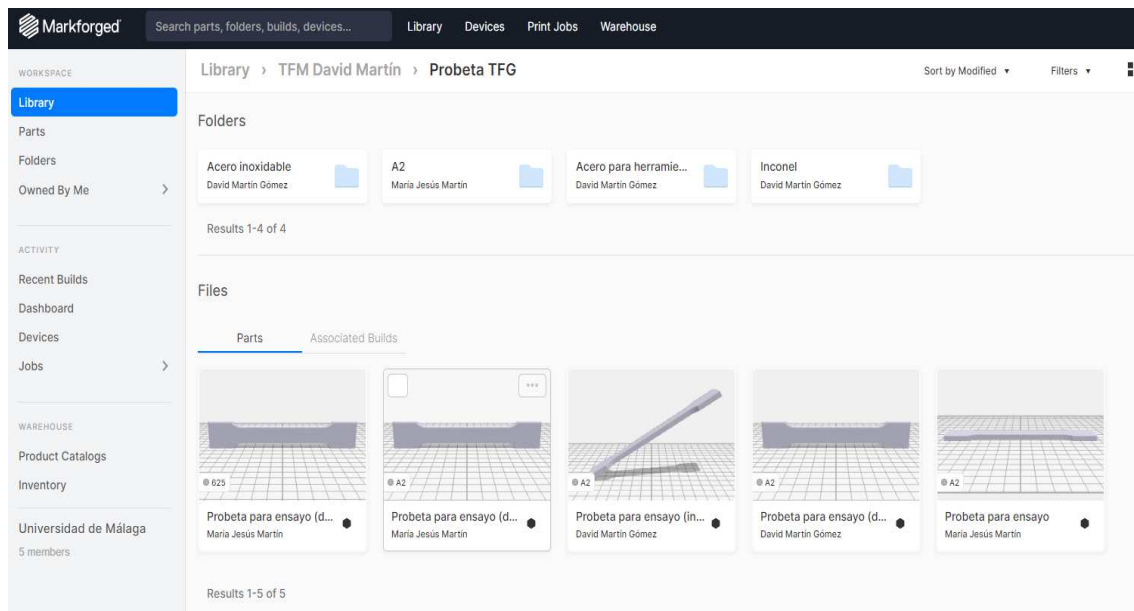 Markforged
Search parts, folders, builds, devices...
Library
Devices
Print Jobs
Warehouse
WORKSPACE
Library
Parts
Folders
Owned By Me
ACTIVITY
Recent Builds
Dashboard
Devices
Jobs
WAREHOUSE
Product Catalogs
Inventory
Universidad de Málaga
5 members
Library > TFM David Martín > Probeta TFG
Sort by Modified
Filters
Folders
Acero inoxidable
David Martín Gómez
A2
María Jesús Martín
Acero para herramie...
David Martín Gómez
Inconel
David Martín Gómez
Results 1-4 of 4
Files
Parts
Associated Builds
625
Probeta para ensayo (d...
María Jesús Martín
A2
Probeta para ensayo (d...
María Jesús Martín
A2
Probeta para ensayo (in...
David Martín Gómez
A2
Probeta para ensayo (d...
David Martín Gómez
A2
Probeta para ensayo
María Jesús Martín
Results 1-5 of 5